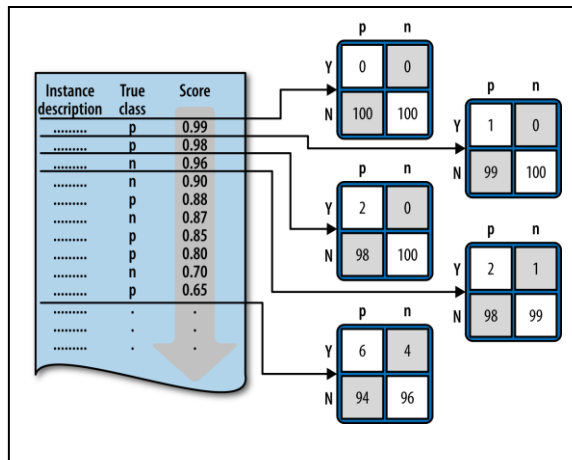 Instance description True class Score
......... p 0.99
......... p 0.98
......... n 0.96
......... n 0.90
......... p 0.88
......... n 0.87
......... p 0.85
......... p 0.80
......... n 0.70
......... p 0.65
......... . .
......... . .
......... . .
p n
Y 0 0
N 100 100
p n
Y 1 0
N 99 100
p n
Y 2 0
N 98 100
p n
Y 2 1
N 98 99
p n
Y 6 4
N 94 96